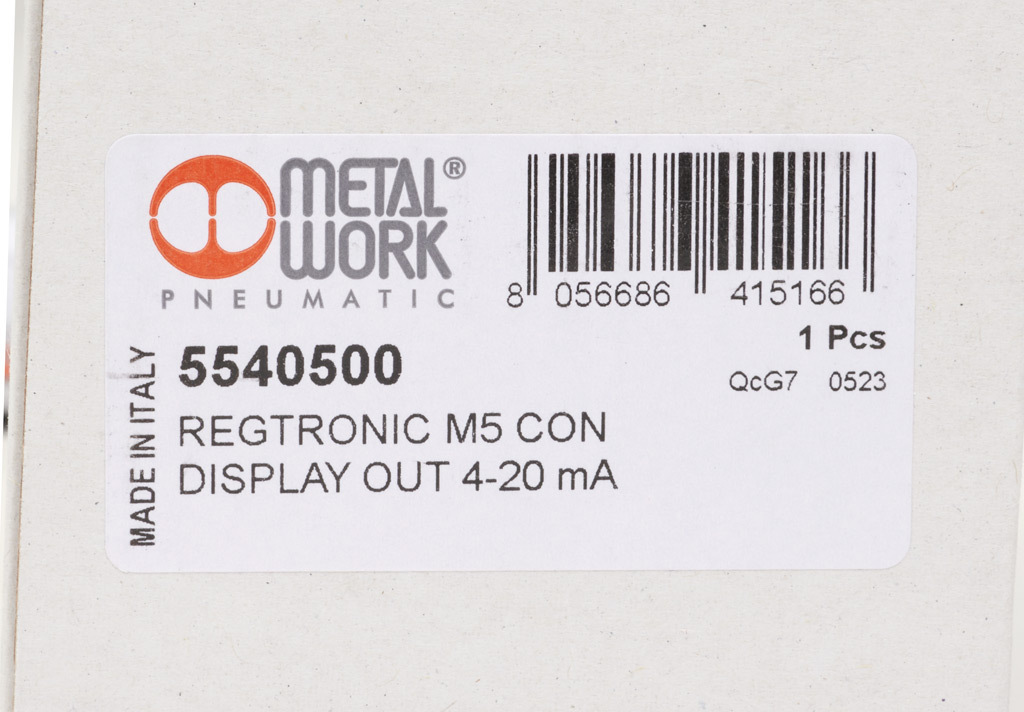 METAL®
WORK
PNEUMATIC
8 056686 415166
1 Pcs
QcG7 0523
MADE IN ITALY
5540500
REGTRONIC M5 CON
DISPLAY OUT 4-20 mA